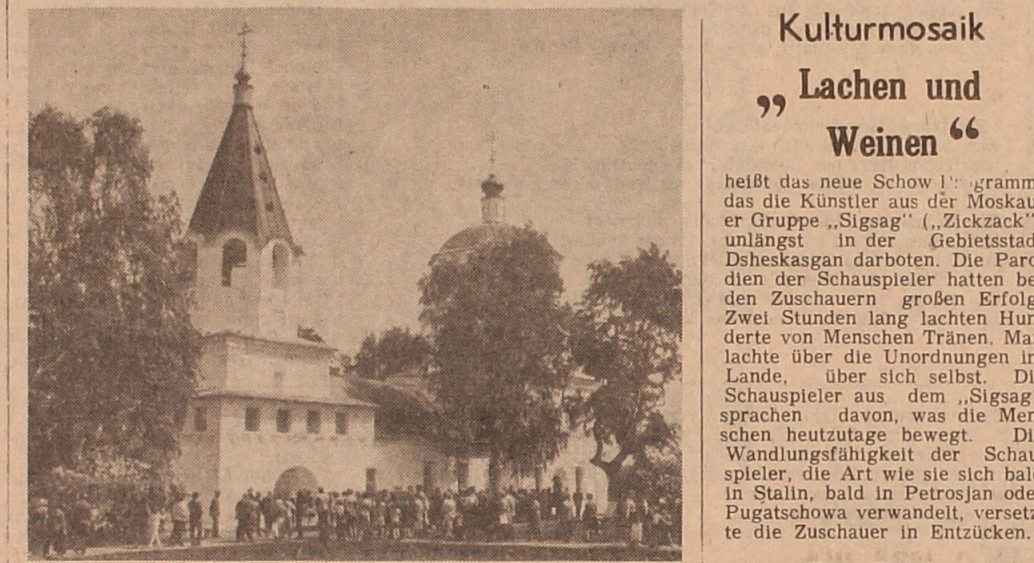 Kulturmosaik
„ Lachen und
Weinen “
heißt das neue Schow
das die Künstler aus der Moskau
er Gruppe „Sigsag" („Zickzack"
unlängst in der Gebietsstad
Dsheskasgan darboten. Die Paro
dien der Schauspieler hatten be
den Zuschauern großen Erfolg
Zwei Stunden lang lachten Hun
derte von Menschen Tränen. Ma
lachte über die Unordnungen i
Lande, über sich selbst. Di
Schauspieler aus dem „Sigsag"
sprachen davon, was die Men
schen heutzutage bewegt. Di
Wandlungsfähigkeit der Schau
spieler, die Art wie sie sich bal
in Stalin, bald in Petrosjan ode
Pugatschowa verwandelt, versetz
te die Zuschauer in Entzücken.